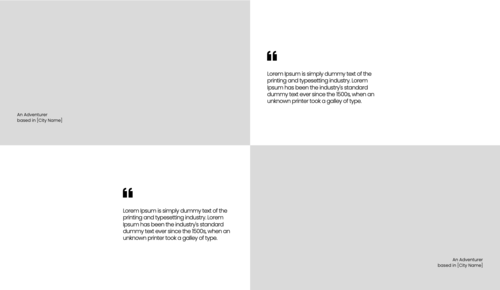 “
Lorem Ipsum is simply dummy text of the
printing and typesetting industry. Lorem
Ipsum has been the industry's standard
dummy text ever since the 1500s, when an
unknown printer took a galley of type.
An Adventurer
based in [City Name]
“
Lorem Ipsum is simply dummy text of the
printing and typesetting industry. Lorem
Ipsum has been the industry's standard
dummy text ever since the 1500s, when an
unknown printer took a galley of type.
An Adventurer
based in [City Name]